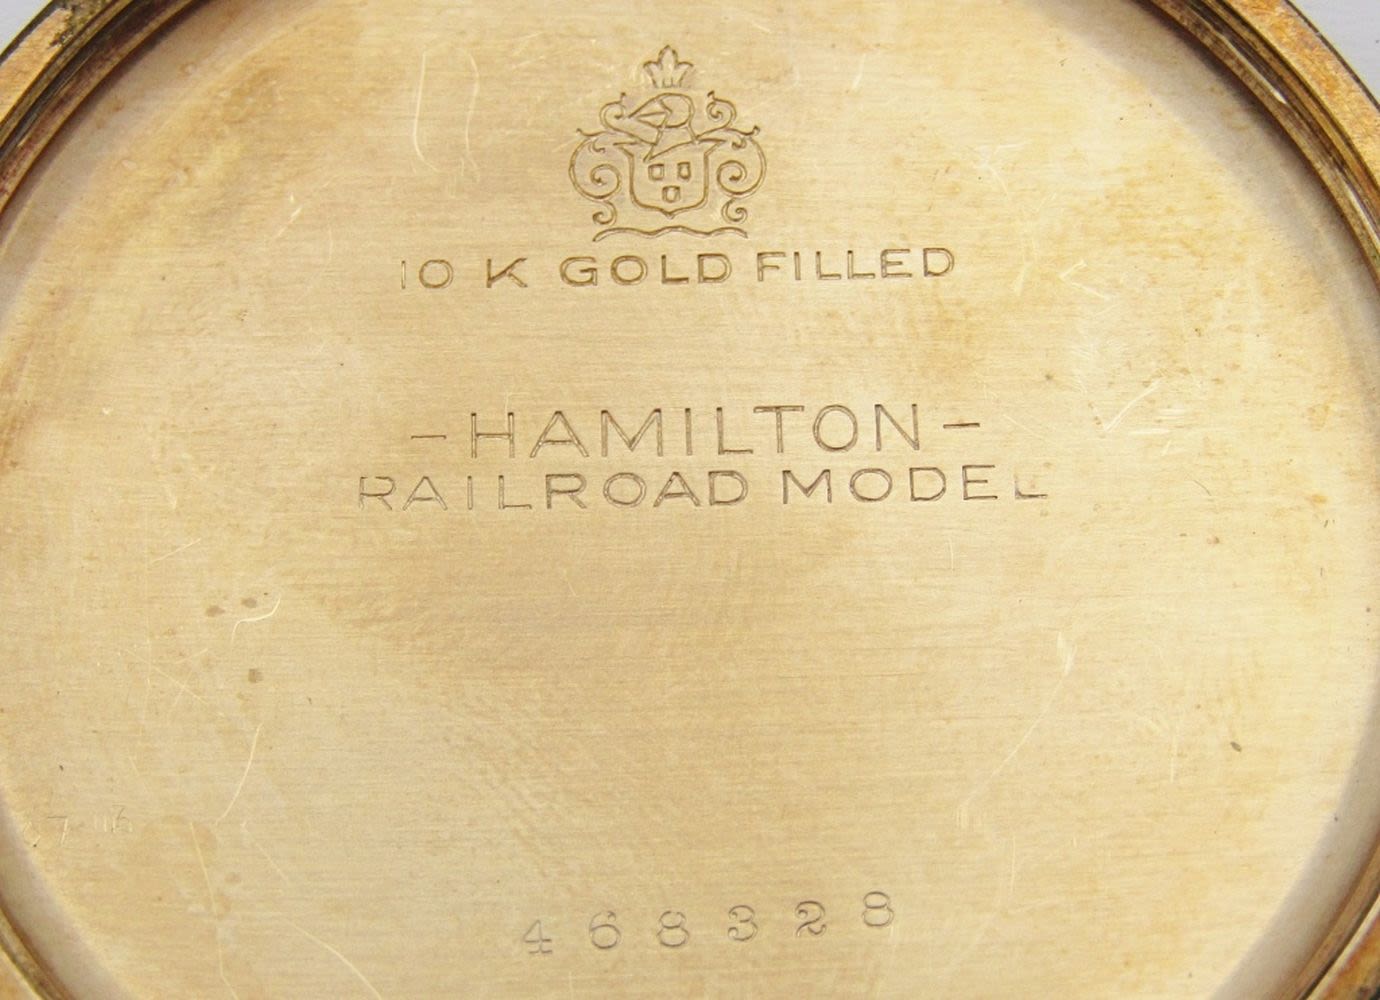 10 K GOLD FILLED
-HAMILTON-
RAILROAD MODEL
468328